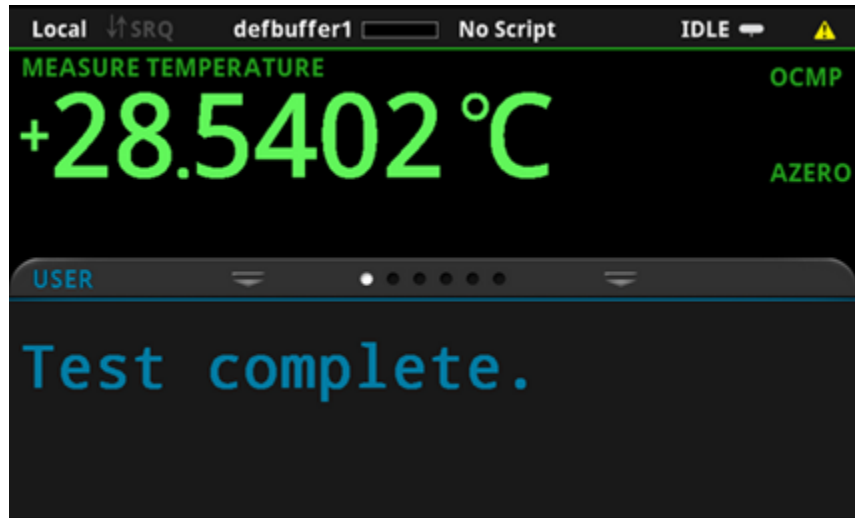 Local SRQ defbuffer1 No Script IDLE
MEASURE TEMPERATURE
OCMP
+28.5402 °C
AZERO
USER
Test complete.